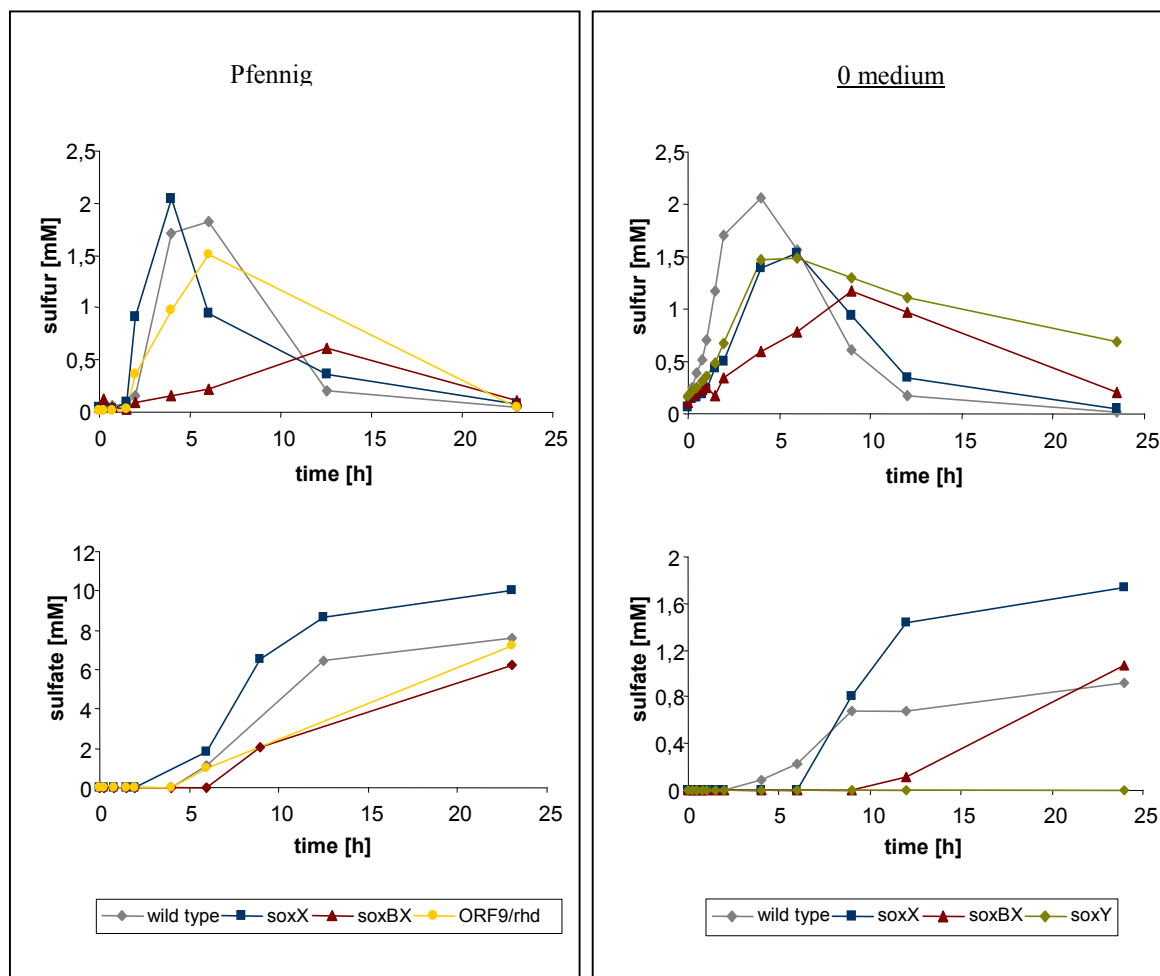 Pfennig
2,5
2
1,5
1
0,5
0
sulfur [mM]
0 5 10 15 20 25
time [h]
12
10
8
6
4
2
0
sulfate [mM]
0 5 10 15 20 25
time [h]
wild type soxX soxBX ORF9/rhd
0 medium
2,5
2
1,5
1
0,5
0
sulfur [mM]
0 5 10 15 20 25
time [h]
2
1,6
1,2
0,8
0,4
0
sulfate [mM]
0 5 10 15 20 25
time [h]
wild type soxX soxBX soxY